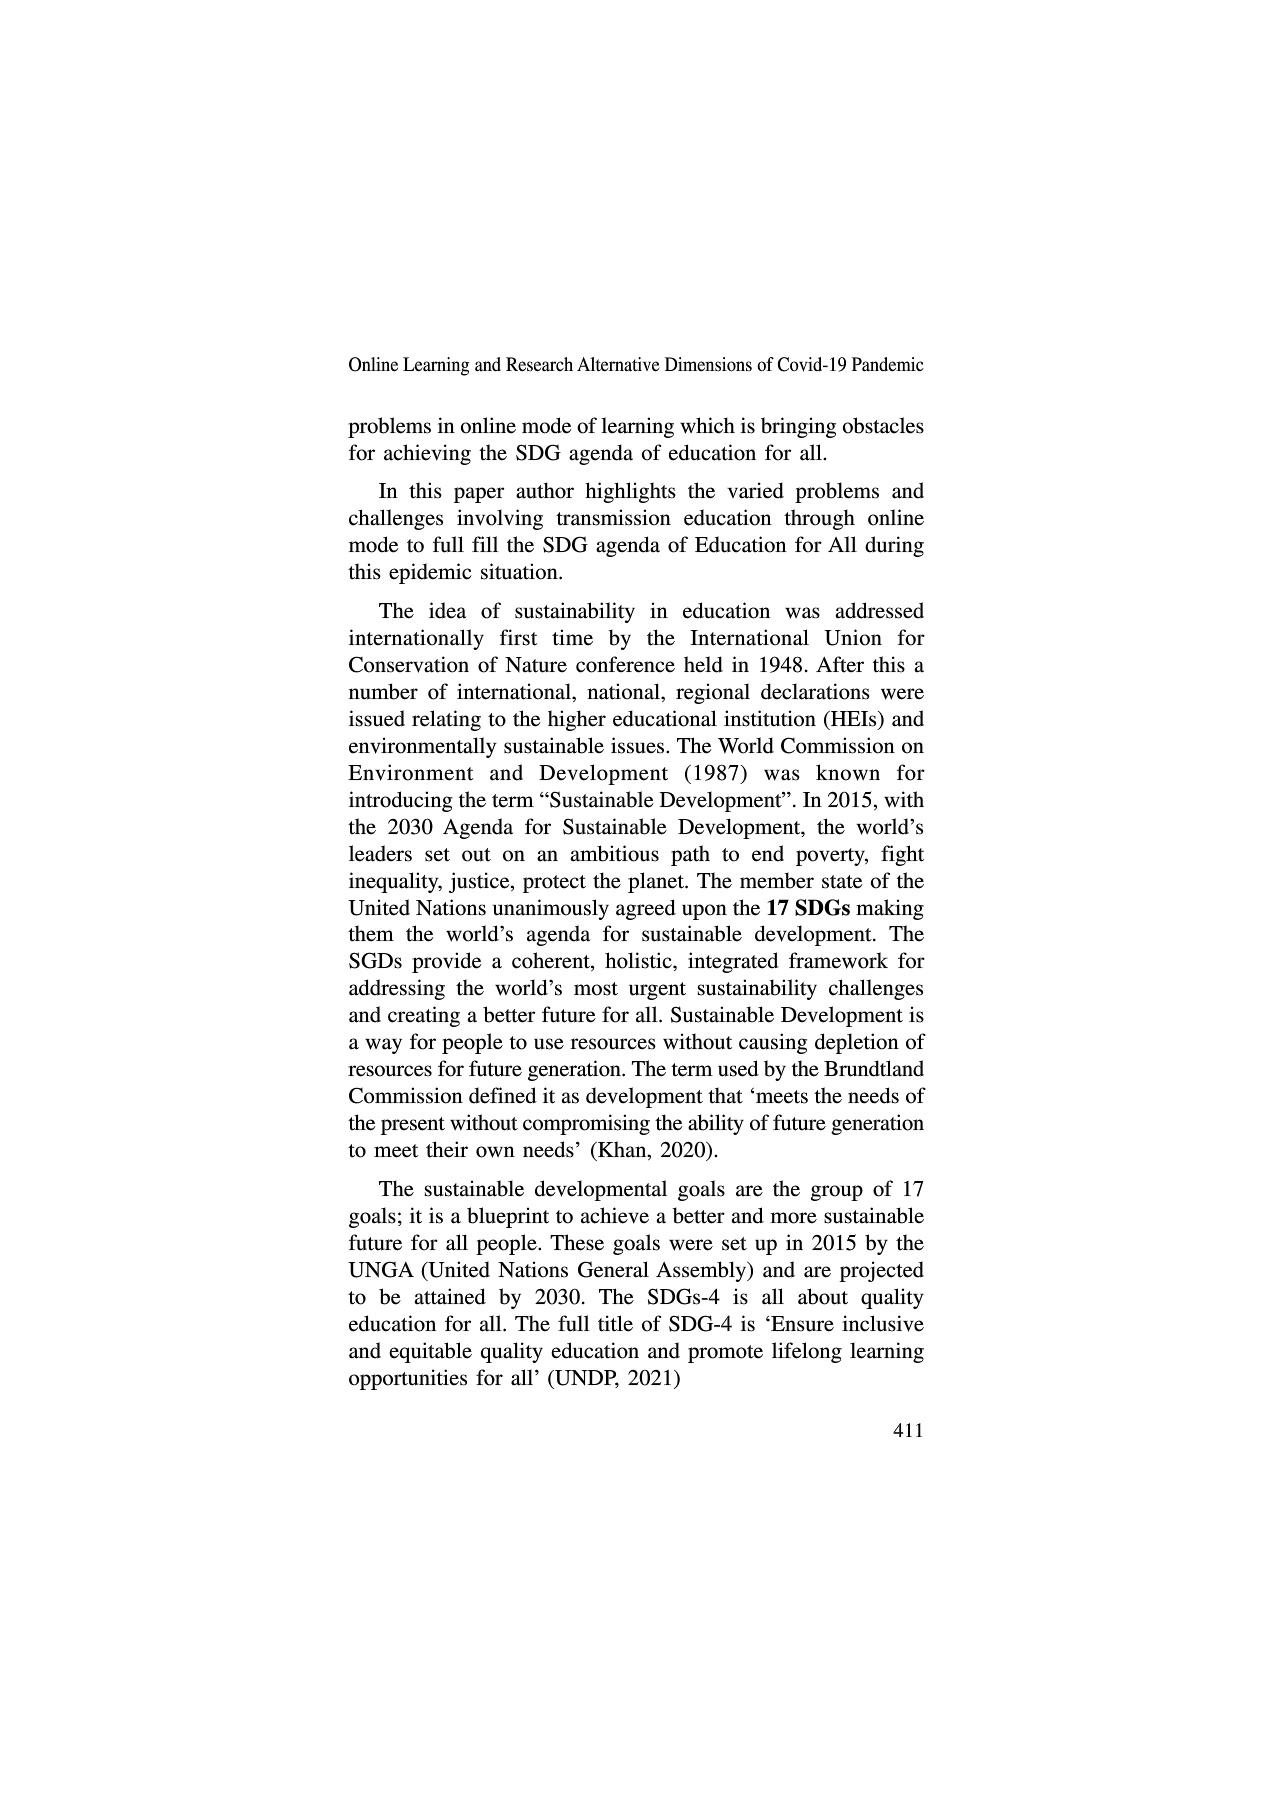 Online Learning and Research Alternative Dimensions of Covid-19 Pandemic
problems in online mode of learning which is bringing obstacles
for achieving the SDG agenda of education for all.
In this paper author highlights the varied problems and
challenges involving transmission education through online
mode to full fill the SDG agenda of Education for All during
this epidemic situation.
The idea of sustainability in education was addressed
internationally first time by the International Union for
Conservation of Nature conference held in 1948. After this a
number of international, national, regional declarations were
issued relating to the higher educational institution (HEIs) and
environmentally sustainable issues. The World Commission on
Environment and Development (1987) was known for
introducing the term “Sustainable Development”. In 2015, with
the 2030 Agenda for Sustainable Development, the world’s
leaders set out on an ambitious path to end poverty, fight
inequality, justice, protect the planet. The member state of the
United Nations unanimously agreed upon the 17 SDGs making
them the world’s agenda for sustainable development. The
SGDs provide a coherent, holistic, integrated framework for
addressing the world’s most urgent sustainability challenges
and creating a better future for all. Sustainable Development is
a way for people to use resources without causing depletion of
resources for future generation. The term used by the Brundtland
Commission defined it as development that ‘meets the needs of
the present without compromising the ability of future generation
to meet their own needs’ (Khan, 2020).
The sustainable developmental goals are the group of 17
goals; it is a blueprint to achieve a better and more sustainable
future for all people. These goals were set up in 2015 by the
UNGA (United Nations General Assembly) and are projected
to be attained by 2030. The SDGs-4 is all about quality
education for all. The full title of SDG-4 is ‘Ensure inclusive
and equitable quality education and promote lifelong learning
opportunities for all’ (UNDP, 2021)
411